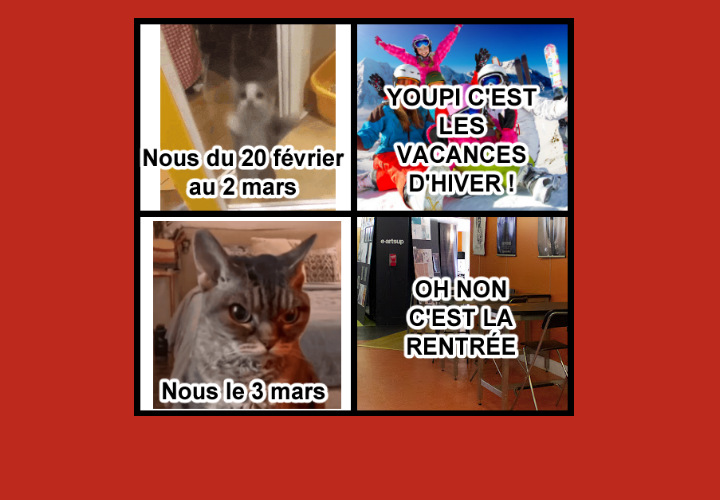 Nous du 20 février
au 2 mars
YOUPI C'EST
LES
VACANCES
D'HIVER !
Nous le 3 mars
e-artsup
OH NON
C'EST LA
RENTRÉE